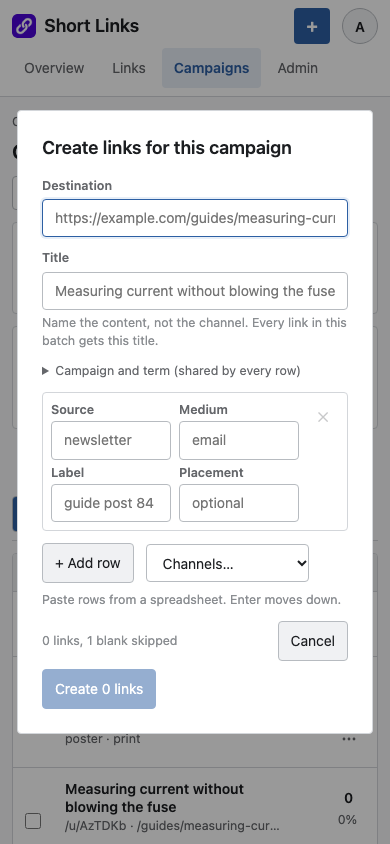 Short Links
+
A
Overview
Links
Campaigns
Admin
Create links for this campaign
Destination
https://example.com/guides/measuring-curr
Title
Measuring current without blowing the fuse
Name the content, not the channel. Every link in this
batch gets this title.
Campaign and term (shared by every row)
Source
Medium
newsletter
email
Label
Placement
guide post 84
optional
+ Add row
Channels...
Paste rows from a spreadsheet. Enter moves down.
0 links, 1 blank skipped
Cancel
Create 0 links
poster · print
Measuring current without
blowing the fuse
0
/u/AzTDKb · /guides/measuring-cur...
0%